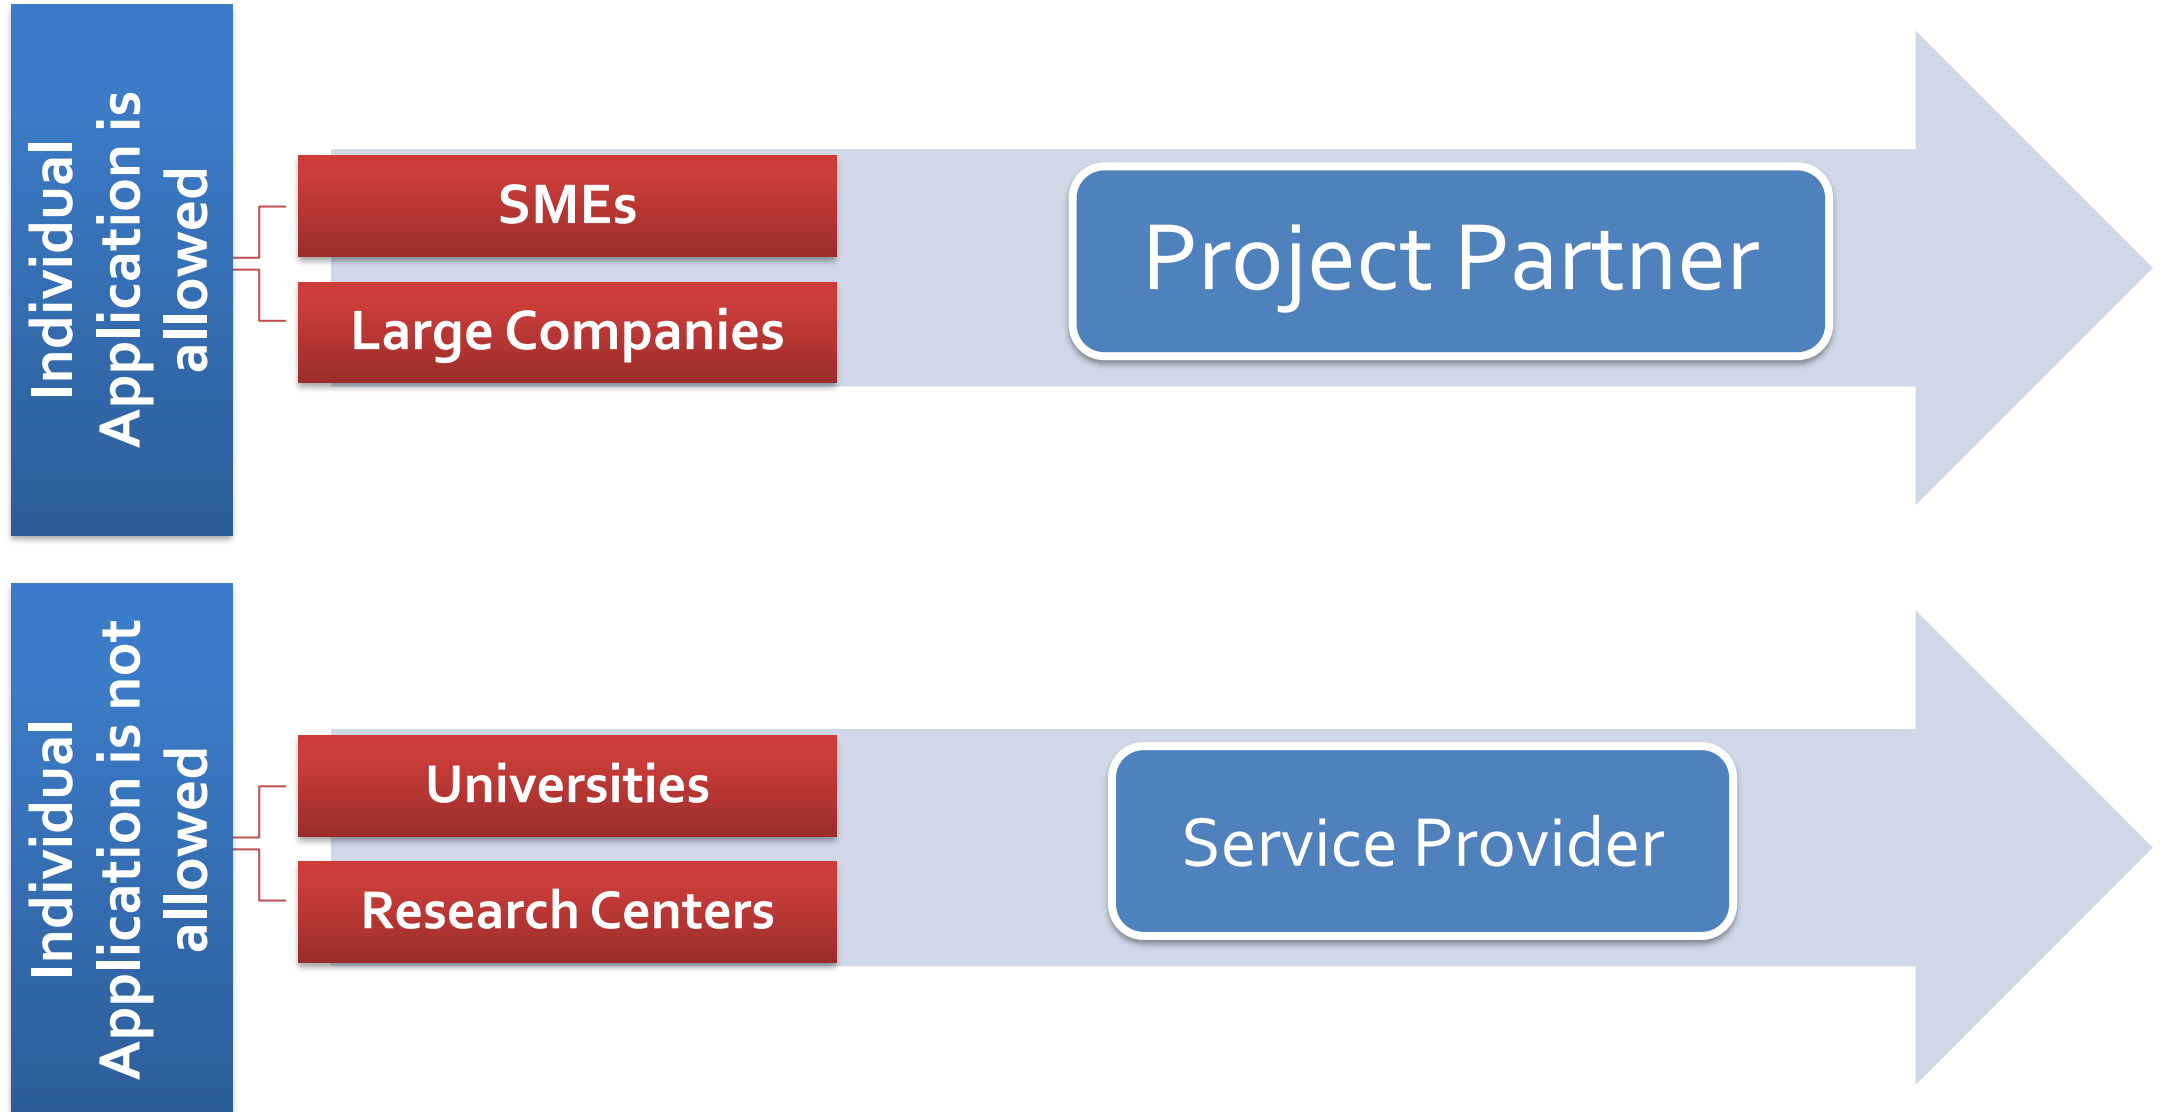 Individual
Application is
allowed
SMEs
Large Companies
Project Partner
Individual
Application is not
allowed
Universities
Research Centers
Service Provider